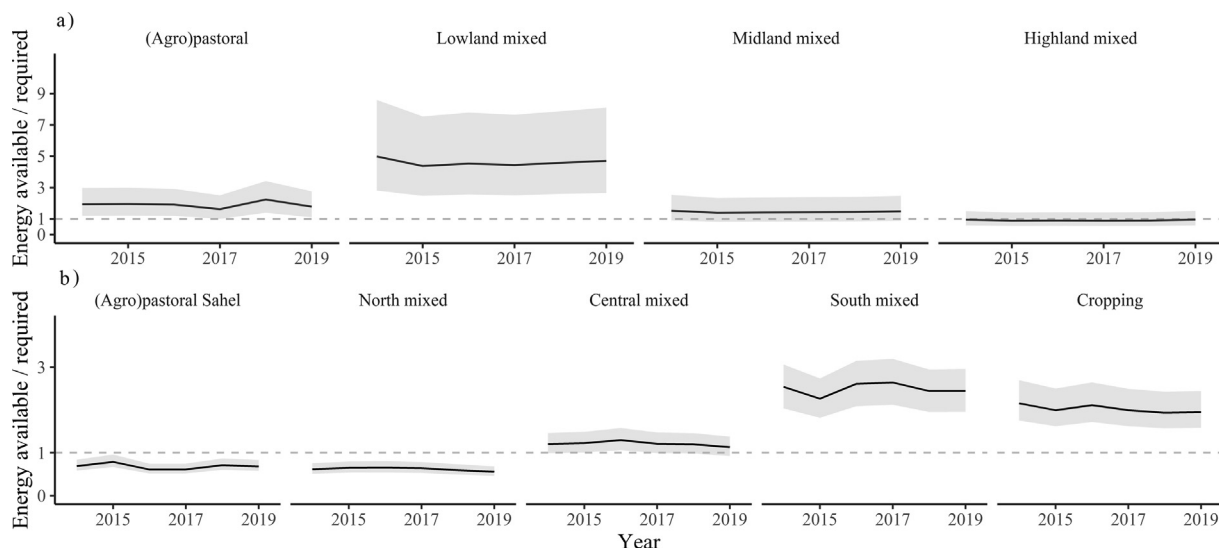 a)
(Agro)pastoral Lowland mixed Midland mixed Highland mixed
Energy available / required
9
7
5
3
1
0
2015 2017 2019 2015 2017 2019 2015 2017 2019 2015 2017 2019
b)
(Agro)pastoral Sahel North mixed Central mixed South mixed Cropping
Energy available / required
3
1
0
2015 2017 2019 2015 2017 2019 2015 2017 2019 2015 2017 2019 2015 2017 2019
Year